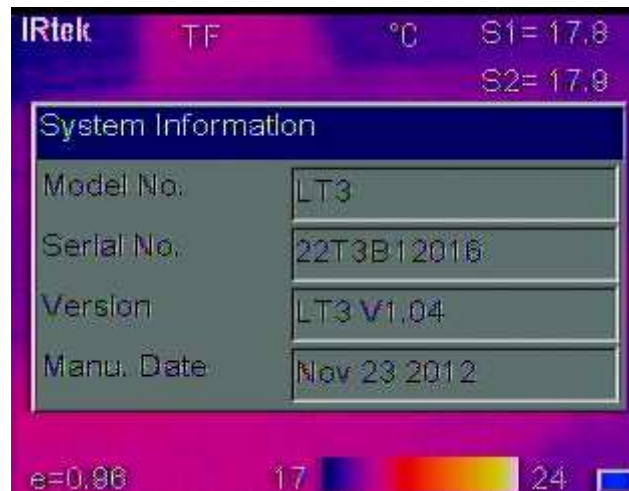 IRtek TF °C S1= 17.8
S2= 17.9
System Information
Model No. LT3
Serial No. 22T3B12016
Version LT3 V1.04
Manu. Date Nov 23 2012
e=0.96 17 24